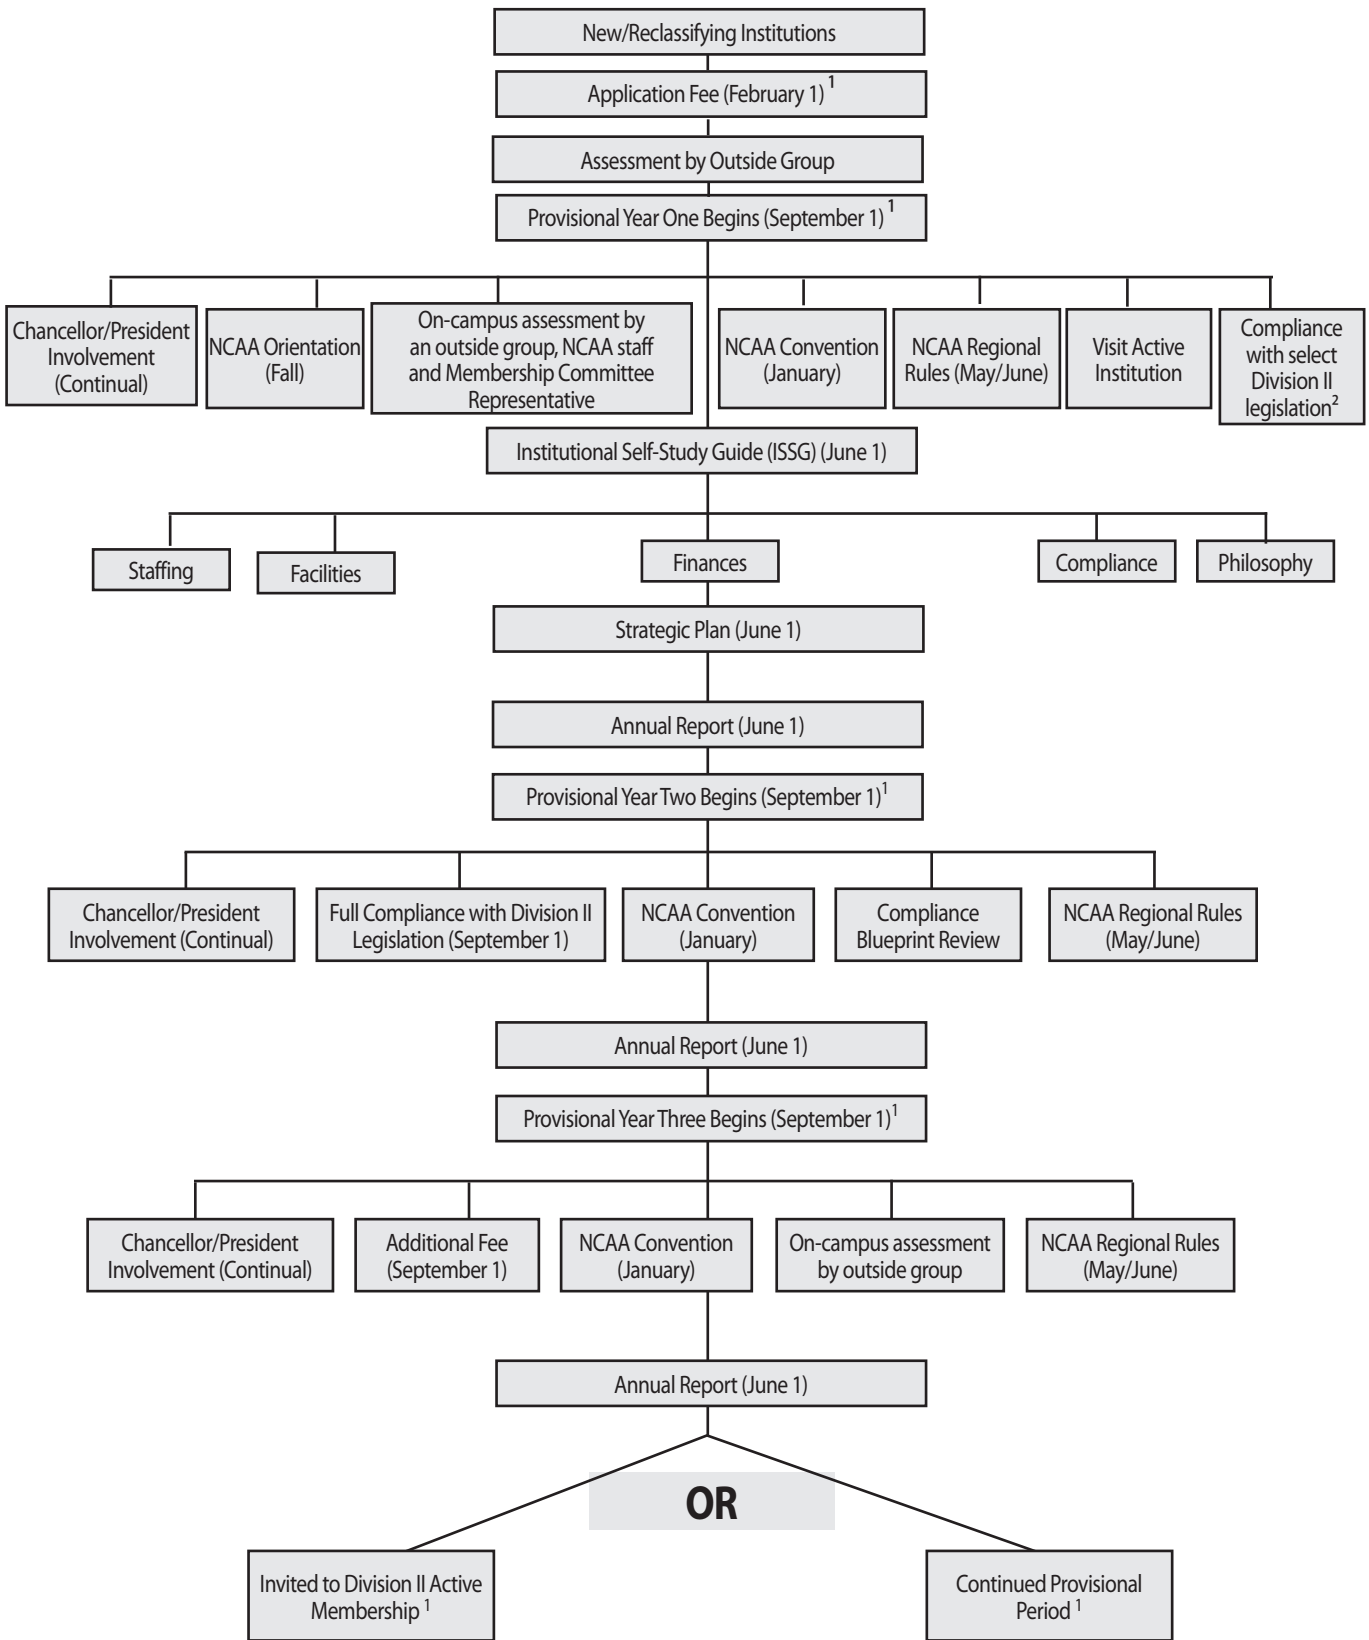 New/Reclassifying Institutions
Application Fee (February 1) 1
Assessment by Outside Group
Provisional Year One Begins (September 1) 1
Chancellor/President
Involvement
(Continual)
NCAA Orientation
(Fall)
On-campus assessment by
an outside group, NCAA staff
and Membership Committee
Representative
NCAA Convention
(January)
NCAA Regional
Rules (May/June)
Visit Active
Institution
Compliance
with select
Division II
legislation²
Institutional Self-Study Guide (ISSG) (June 1)
Staffing
Facilities
Finances
Compliance
Philosophy
Strategic Plan (June 1)
Annual Report (June 1)
Provisional Year Two Begins (September 1)1
Chancellor/President
Involvement (Continual)
Full Compliance with Division II
Legislation (September 1)
NCAA Convention
(January)
Compliance
Blueprint Review
NCAA Regional Rules
(May/June)
Annual Report (June 1)
Provisional Year Three Begins (September 1)1
Chancellor/President
Involvement (Continual)
Additional Fee
(September 1)
NCAA Convention
(January)
On-campus assessment
by outside group
NCAA Regional Rules
(May/June)
Annual Report (June 1)
OR
Invited to Division II Active
Membership 1
Continued Provisional
Period 1